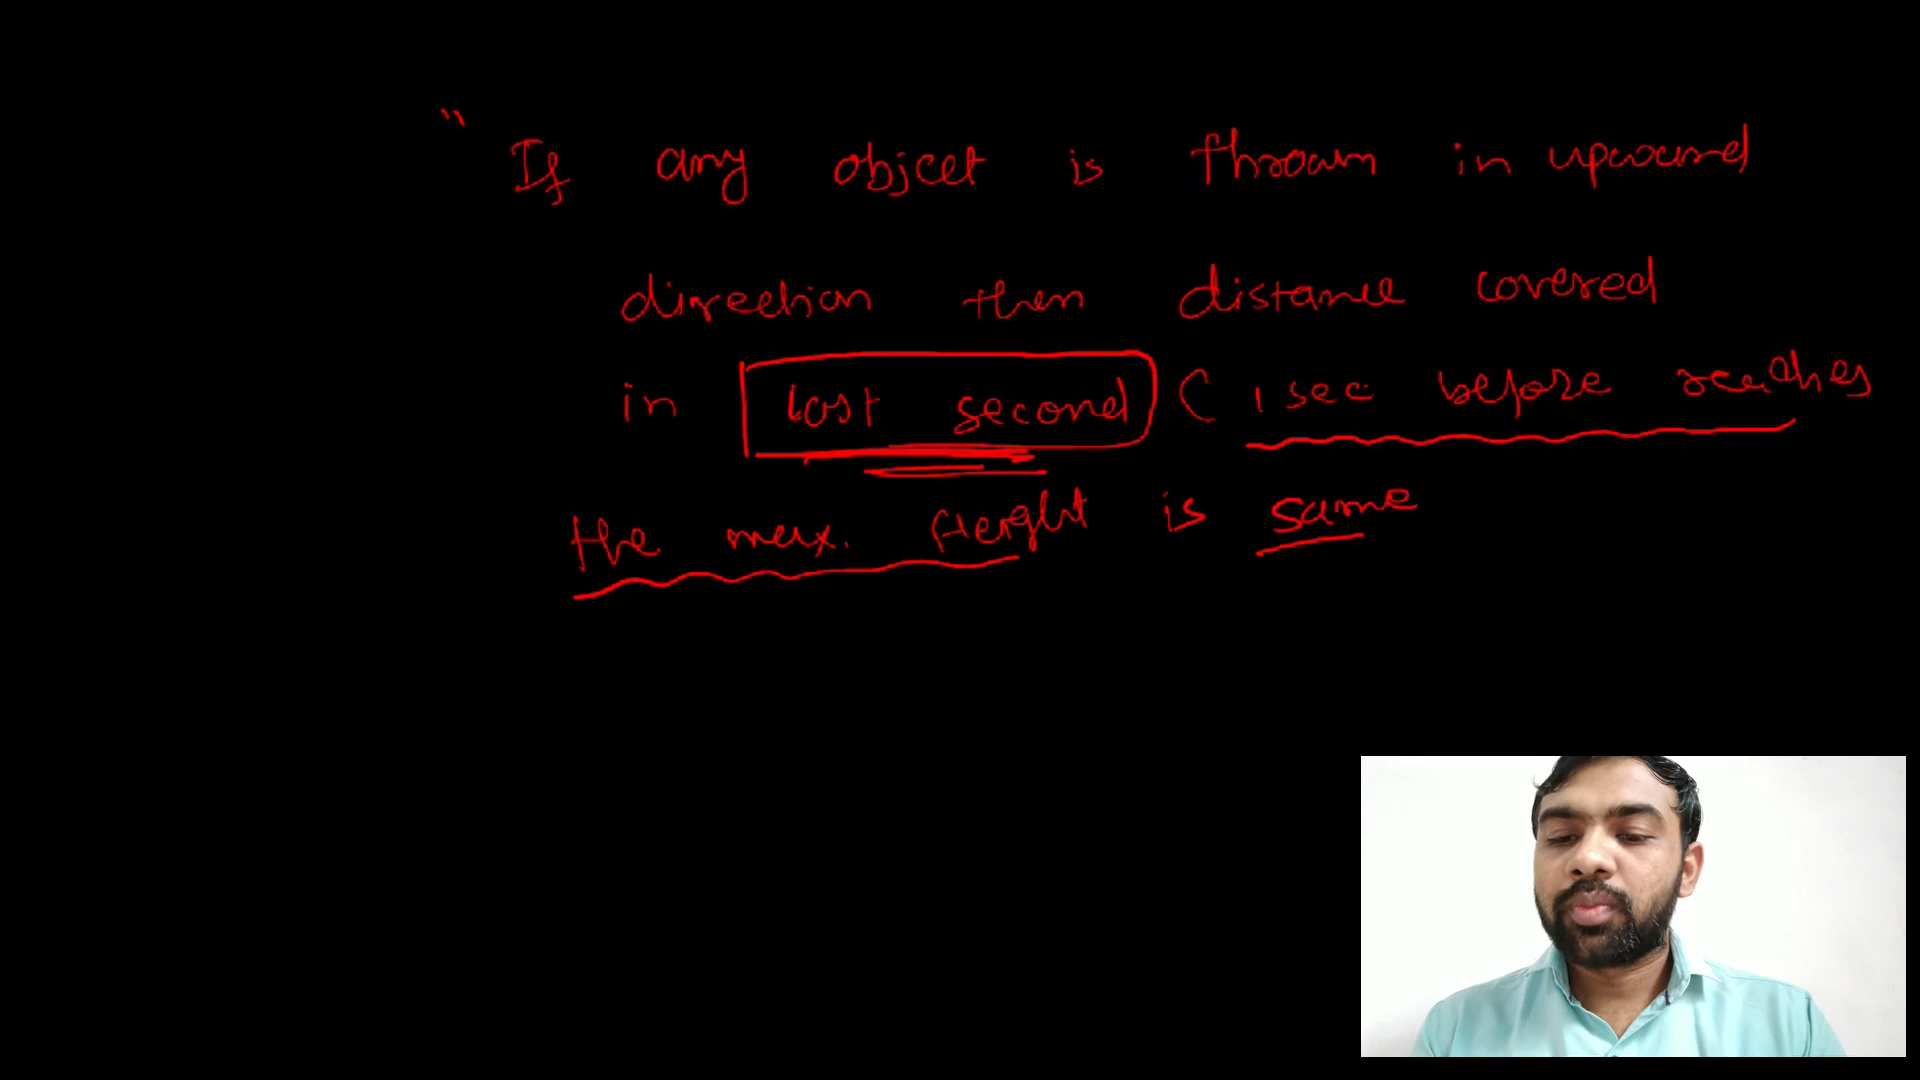 " If any object is thrown in upward
direction then distance covered
in last second ( 1 sec before reaches
the max. Height is same